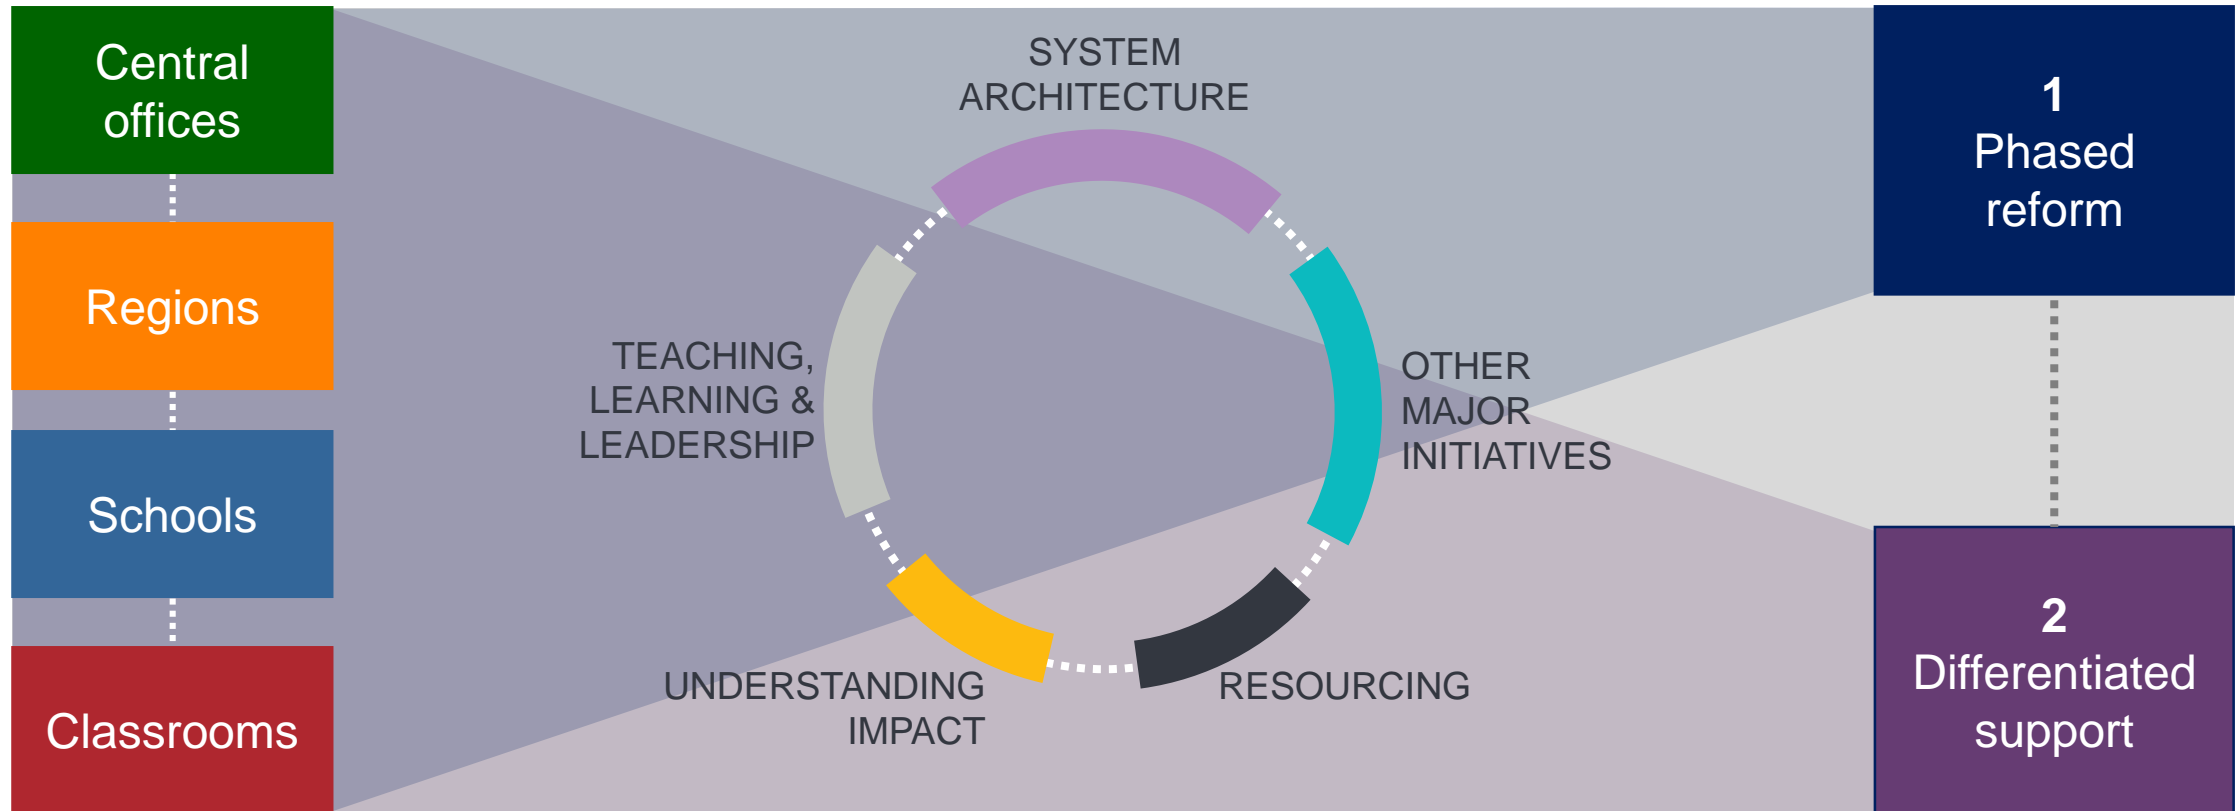 Central
offices
Regions
Schools
Classrooms
SYSTEM
ARCHITECTURE
TEACHING,
LEARNING &
LEADERSHIP
OTHER
MAJOR
INITIATIVES
UNDERSTANDING
IMPACT
RESOURCING
1
Phased
reform
2
Differentiated
support